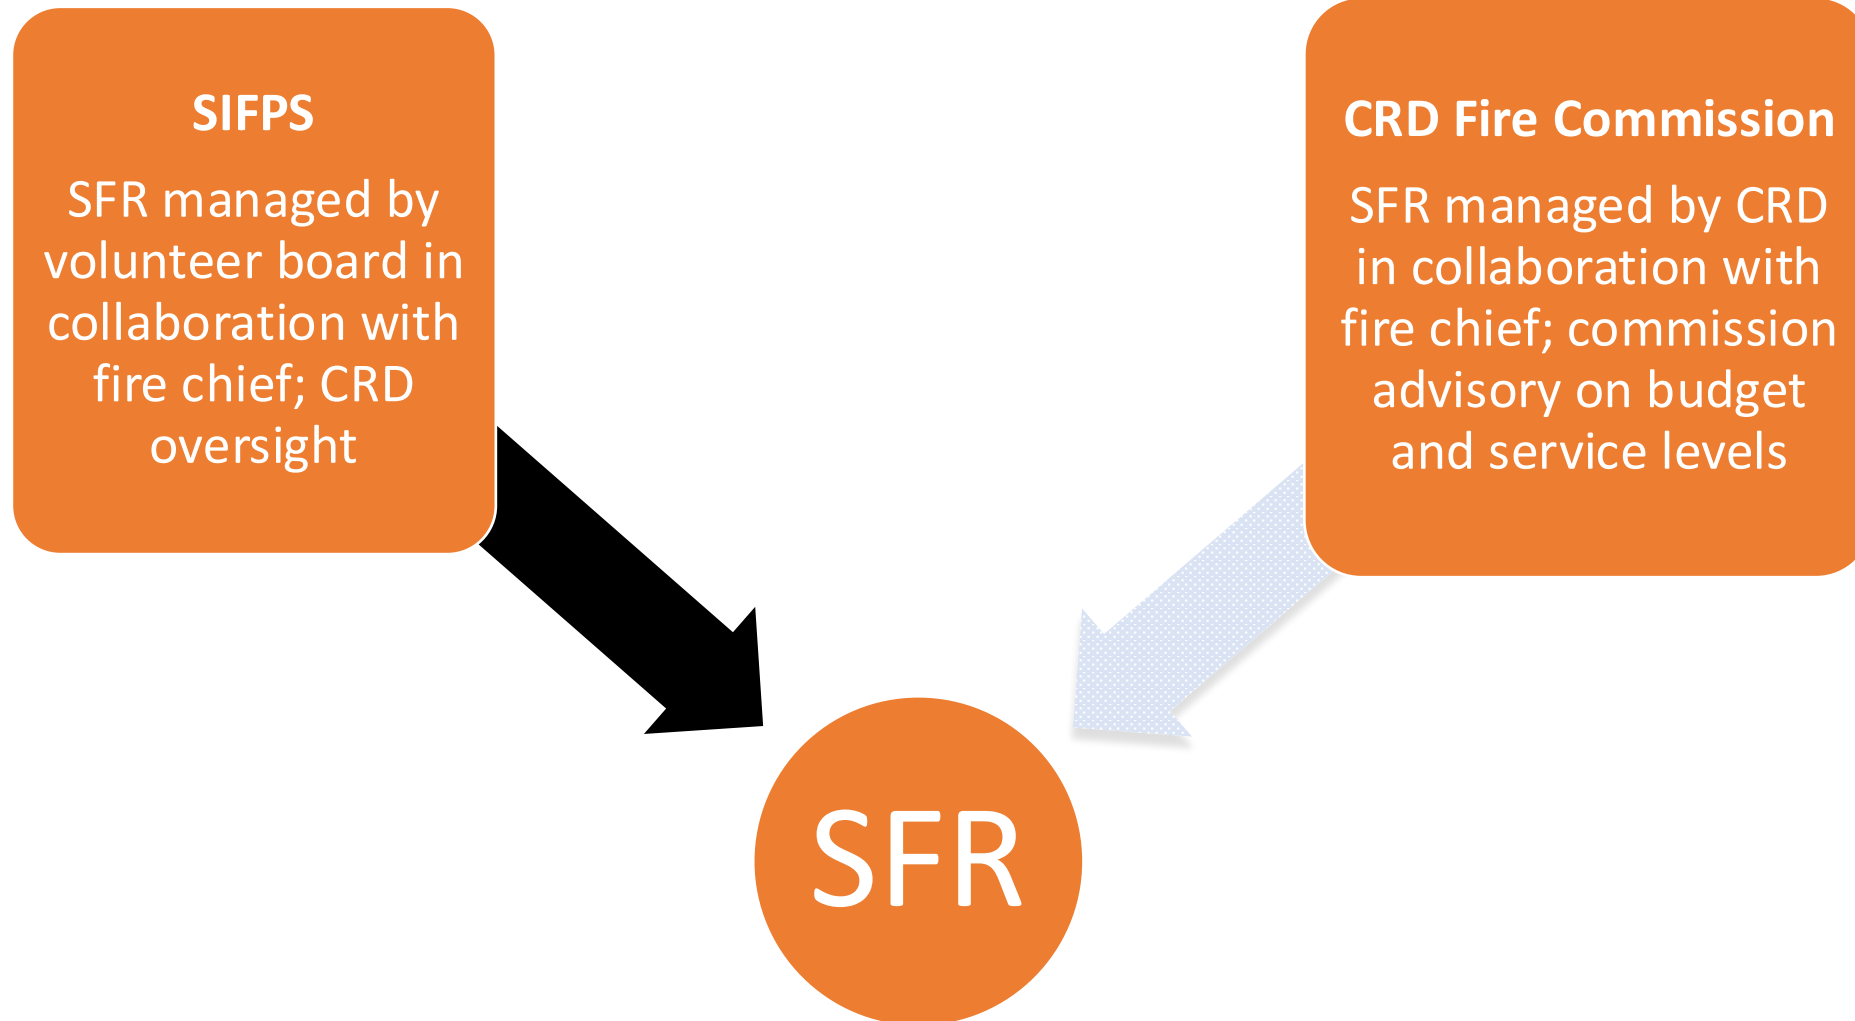 SIFPS
SFR managed by
volunteer board in
collaboration with
fire chief; CRD
oversight
CRD Fire Commission
SFR managed by CRD
in collaboration with
fire chief; commission
advisory on budget
and service levels
SFR